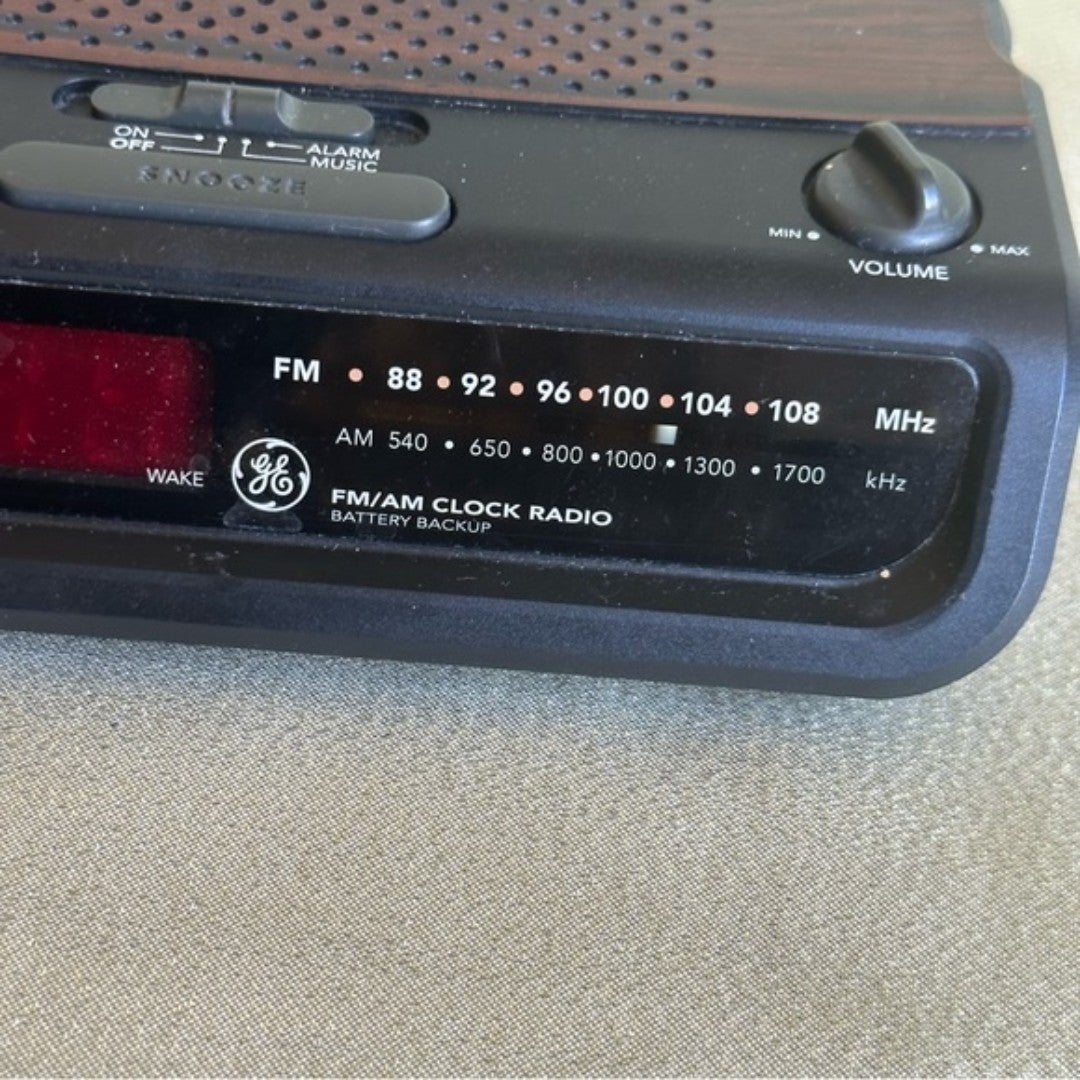 ON
OFF
ALARM
MUSIC
SNOOZE
MIN
MAX
VOLUME
FM • 88 • 92 • 96 • 100 • 104 • 108 MHz
AM 540 • 650 • 800 • 1000 • 1300 • 1700 kHz
WAKE
GE
FM/AM CLOCK RADIO
BATTERY BACKUP